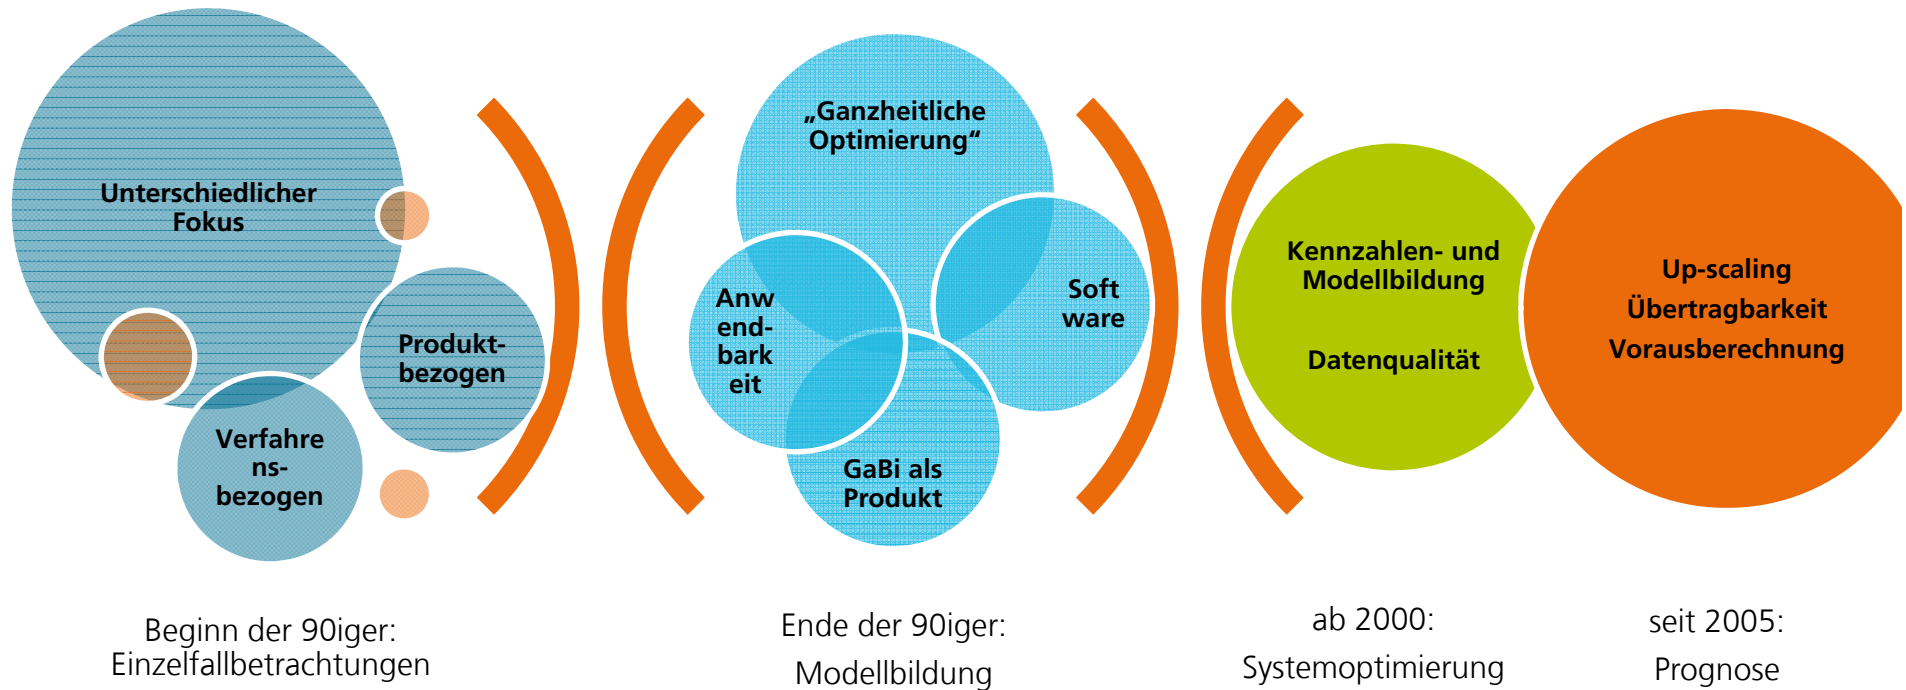 Unterschiedlicher
Fokus
Produkt-
bezogen
Verfahre
ns-
bezogen
Beginn der 90iger:
Einzelfallbetrachtungen
„Ganzheitliche
Optimierung“
Anw
end-
bark
eit
Soft
ware
GaBi als
Produkt
Ende der 90iger:
Modellbildung
Kennzahlen- und
Modellbildung
Datenqualität
ab 2000:
Systemoptimierung
Up-scaling
Übertragbarkeit
Vorausberechnung
seit 2005:
Prognose